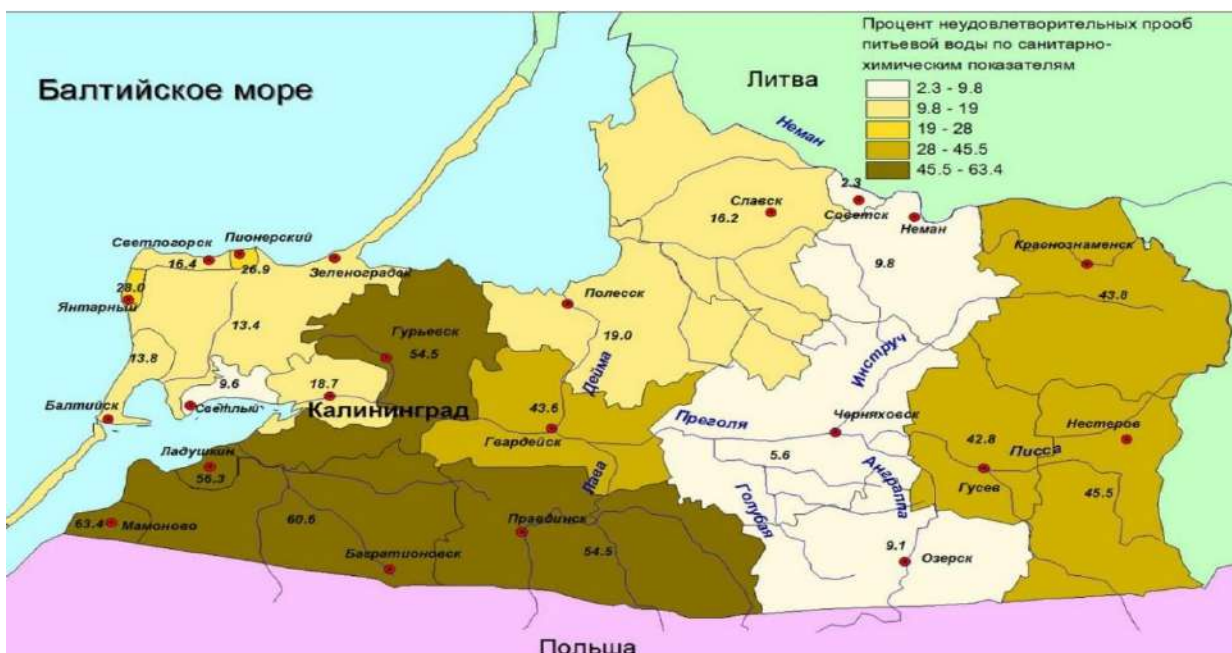 Процент неудовлетворительных прооб
питьевой воды по санитарно-
химическим показателям
2.3 - 9.8
9.8 - 19
19 - 28
28 - 45.5
45.5 - 63.4
Балтийское море
Литва
Неман
2.3
Славск
16.2
Советск
Неман
Светлогорск
Пионерский
16.4
26.9
Зеленоградск
Краснознаменск
43.8
9.8
28.0
Янтарный
Полесск
13.4
19.0
Гурьевск
54.5
Дейма
Инструч
13.8
9.6
18.7
Балтийск
Светлый
Калининград
43.6
Гвардейск
Преголя
Черняховск
Нестеров
42.8
Писса
5.6
Анграппа
Гусев
45.5
Ладушкин
56.3
Лава
Голубая
63.4
Мамоново
60.6
Правдинск
54.5
Багратионовск
9.1
Озерск
Польша